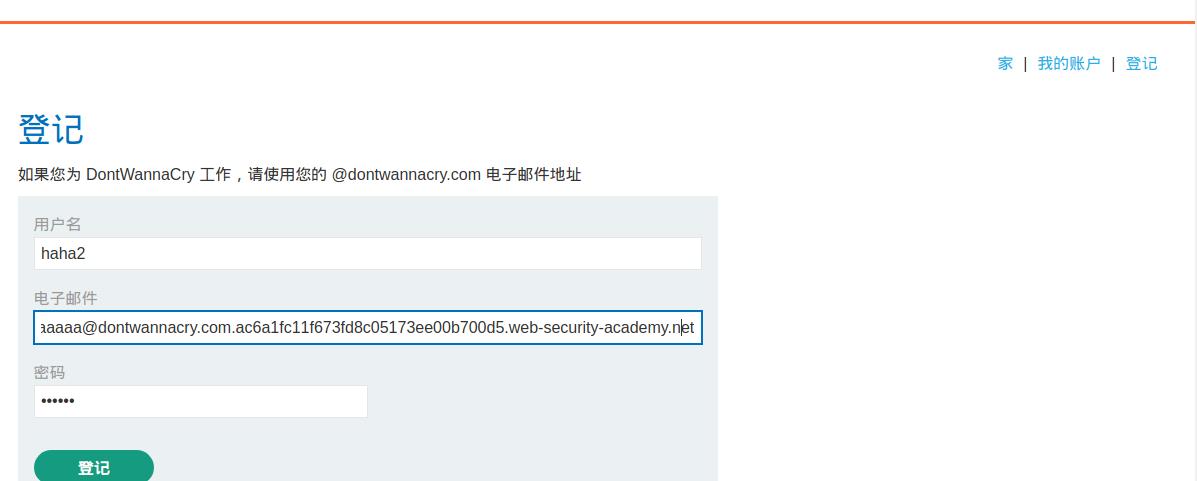 家 | 我的账户 | 登记
登记
如果您为 DontWannaCry 工作，请使用您的 @dontwannacry.com 电子邮件地址
用户名
haha2
电子邮件
aaaaa@dontwannacry.com.ac6a1fc11f673fd8c05173ee00b700d5.web-security-academy.net
密码
••••••
登记